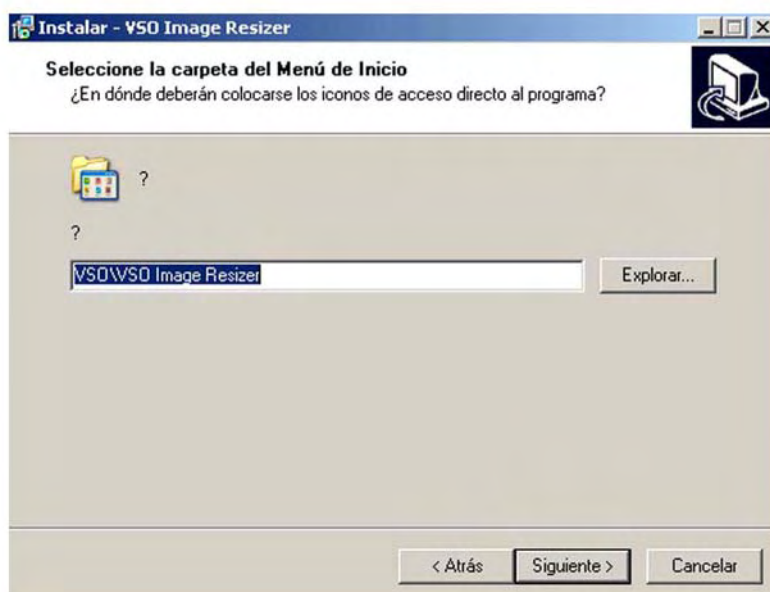 Instalar - VSO Image Resizer
Seleccione la carpeta del Menú de Inicio
¿En dónde deberán colocarse los iconos de acceso directo al programa?
?
?
VSO\VSO Image Resizer
Explorar...
< Atrás
Siguiente >
Cancelar